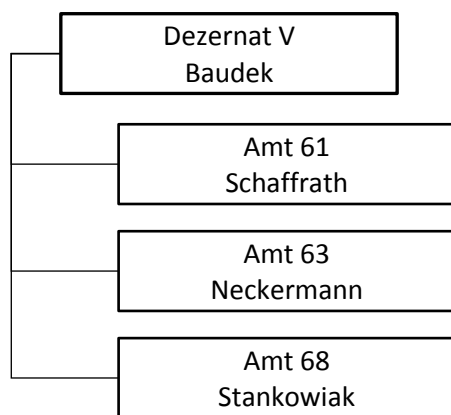 Dezernat V
Baudek
Amt 61
Schaffrath
Amt 63
Neckermann
Amt 68
Stankowiak